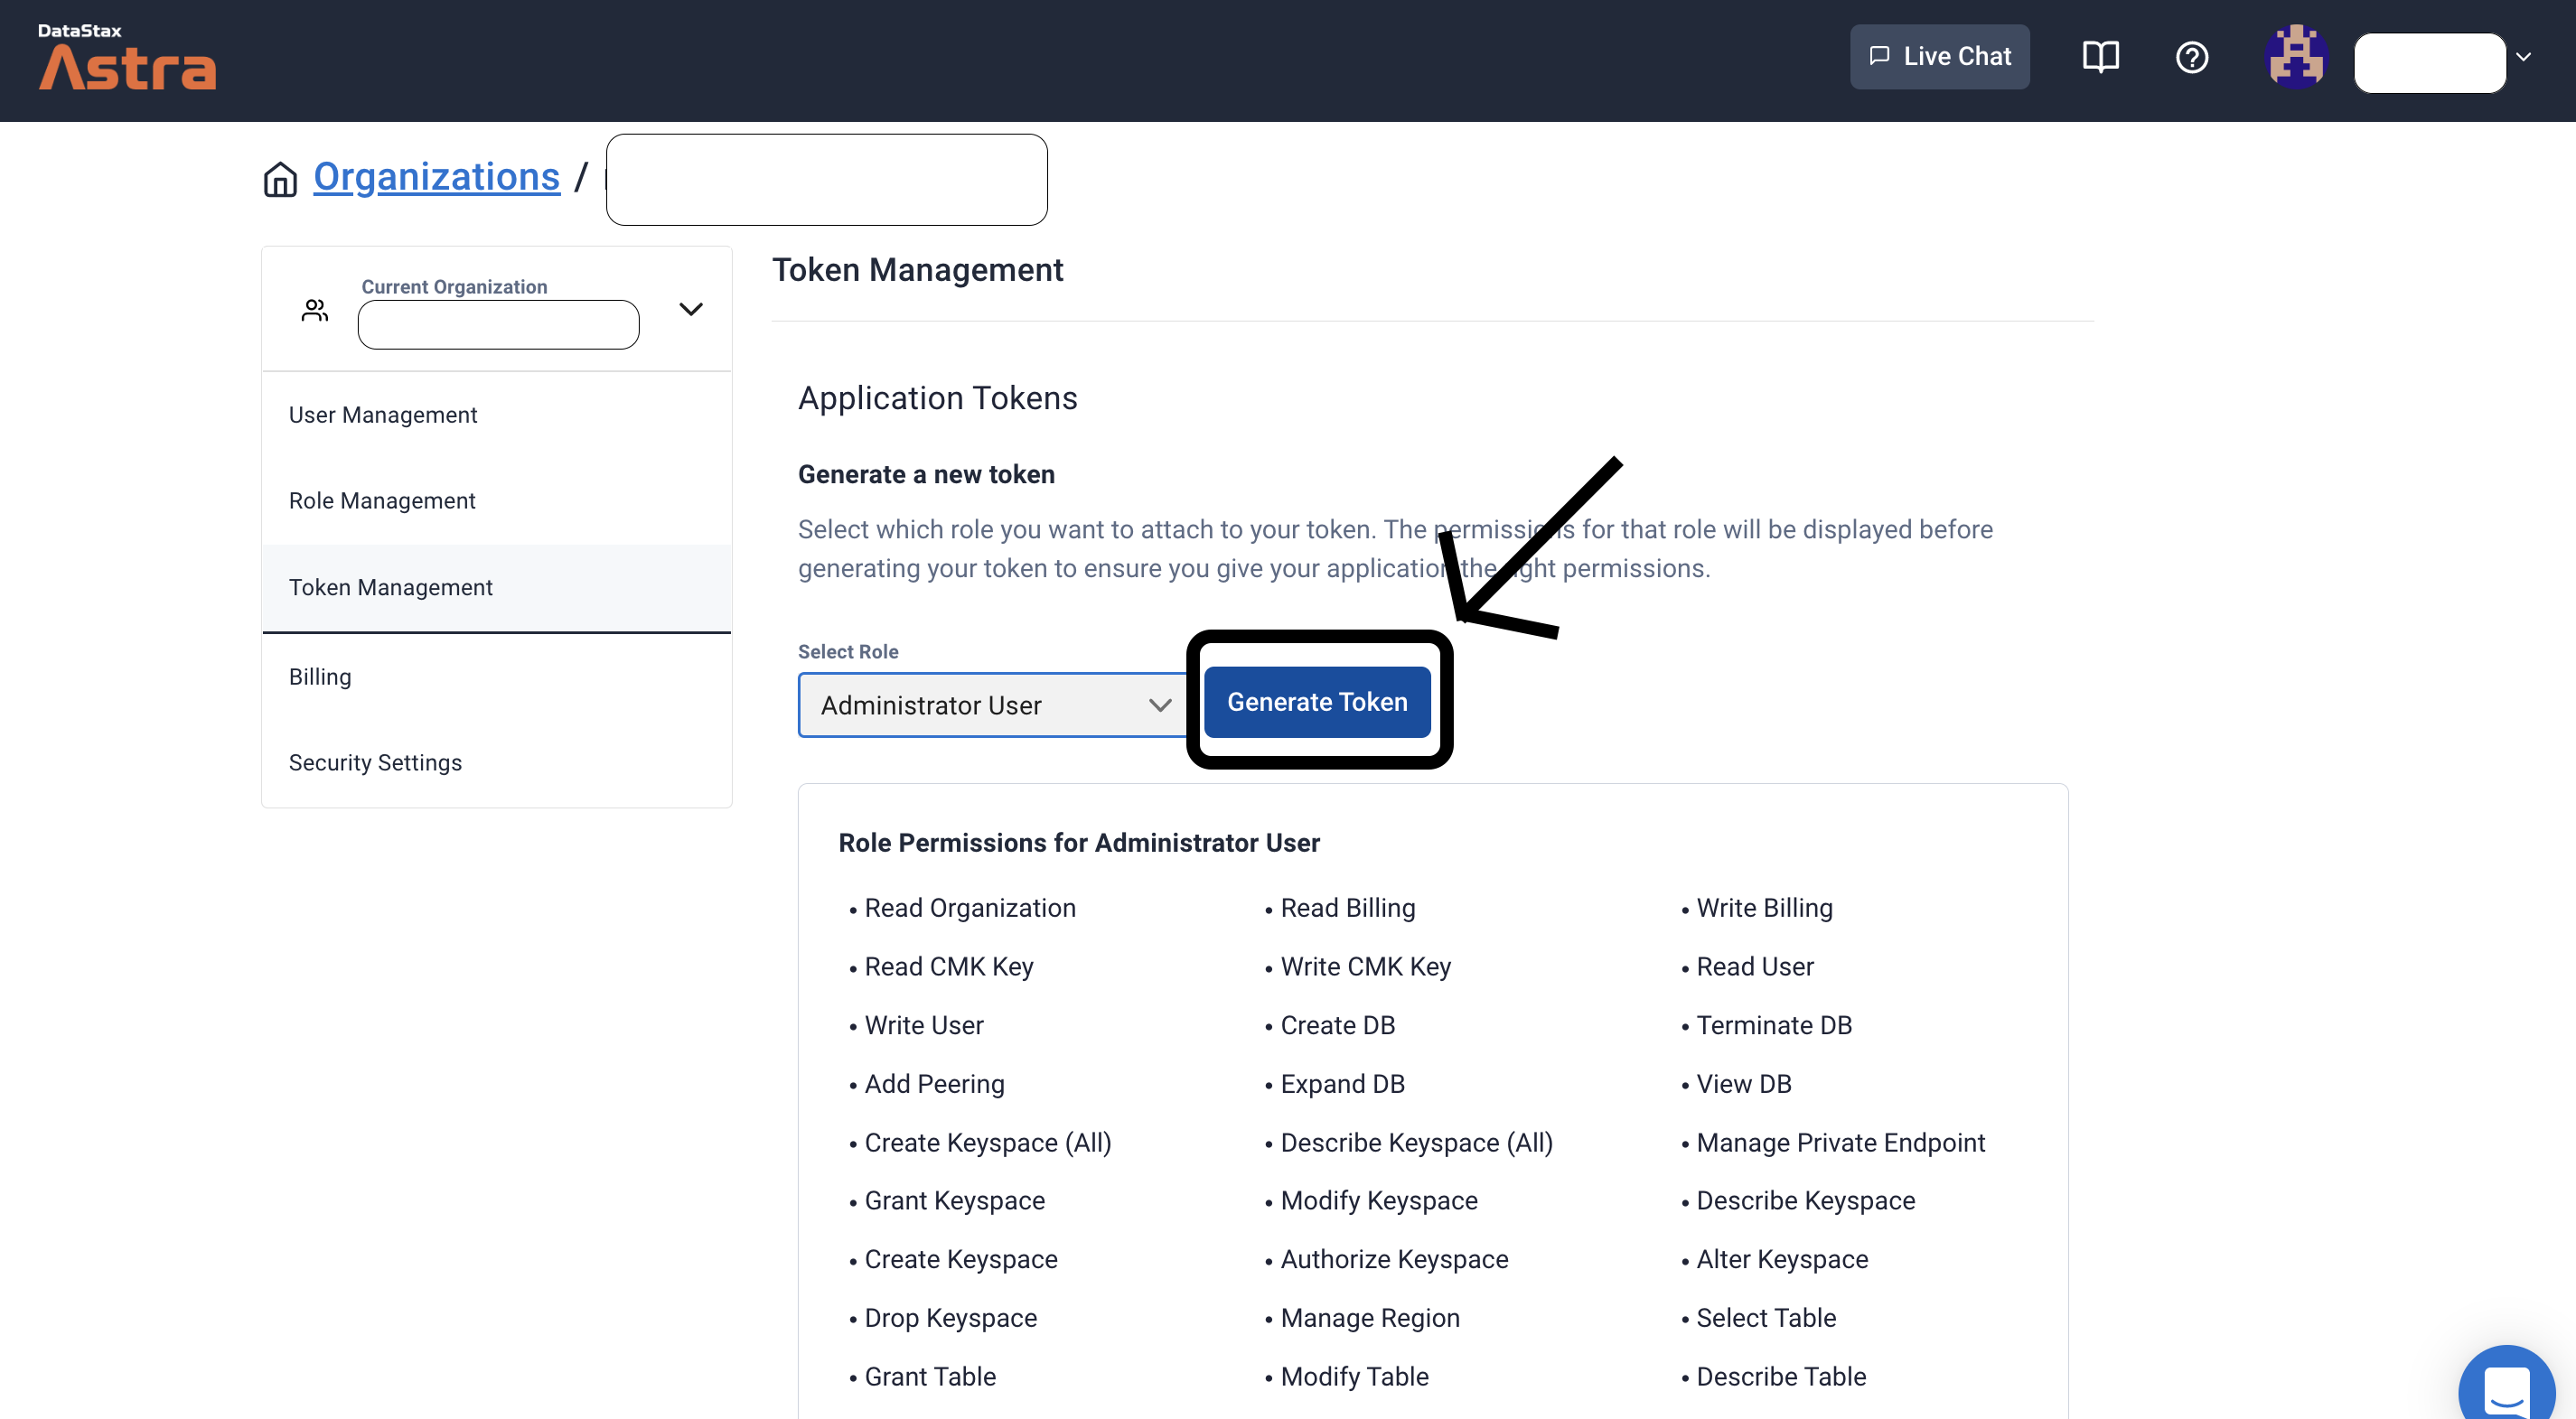 DataStax
Astra
Live Chat
Organizations /
Current Organization
User Management
Role Management
Token Management
Billing
Security Settings
Token Management
Application Tokens
Generate a new token
Select which role you want to attach to your token. The permissions for that role will be displayed before
generating your token to ensure you give your application the right permissions.
Select Role
Administrator User
Generate Token
Role Permissions for Administrator User
• Read Organization • Read Billing • Write Billing
• Read CMK Key • Write CMK Key • Read User
• Write User • Create DB • Terminate DB
• Add Peering • Expand DB • View DB
• Create Keyspace (All) • Describe Keyspace (All) • Manage Private Endpoint
• Grant Keyspace • Modify Keyspace • Describe Keyspace
• Create Keyspace • Authorize Keyspace • Alter Keyspace
• Drop Keyspace • Manage Region • Select Table
• Grant Table • Modify Table • Describe Table